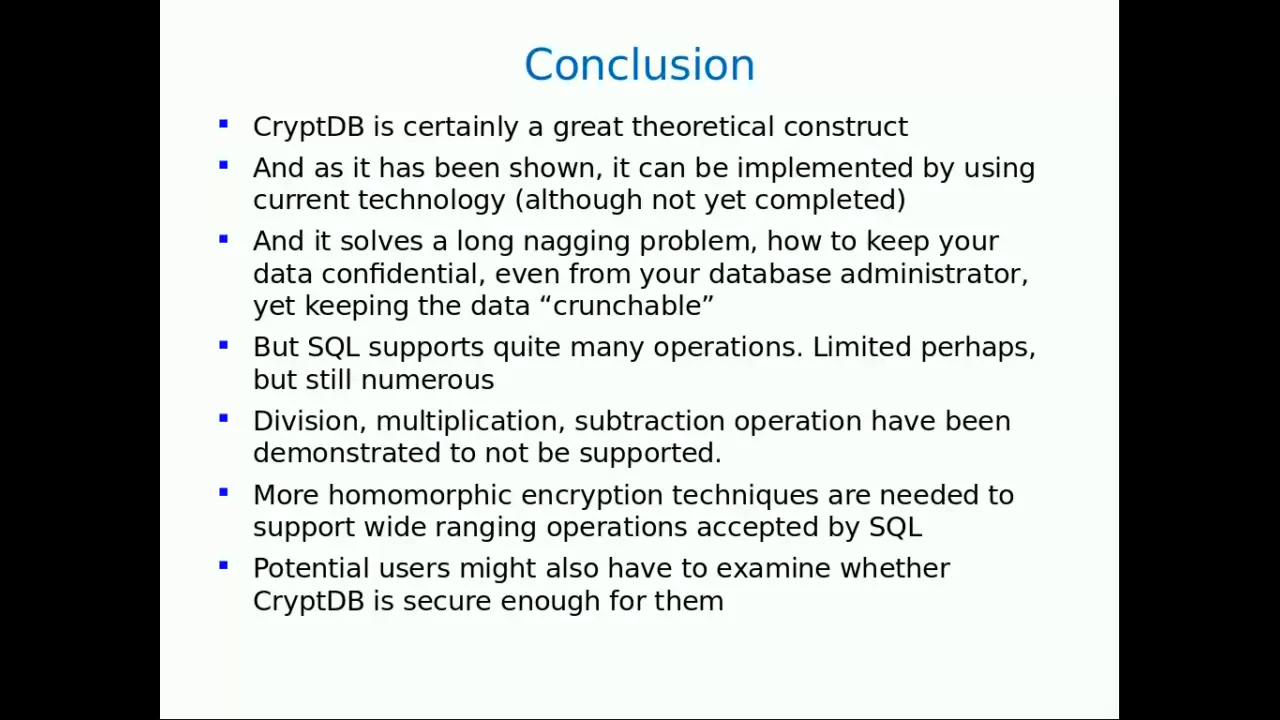 Conclusion
CryptDB is certainly a great theoretical construct
And as it has been shown, it can be implemented by using
current technology (although not yet completed)
And it solves a long nagging problem, how to keep your
data confidential, even from your database administrator,
yet keeping the data “crunchable”
But SQL supports quite many operations. Limited perhaps,
but still numerous
Division, multiplication, subtraction operation have been
demonstrated to not be supported.
More homomorphic encryption techniques are needed to
support wide ranging operations accepted by SQL
Potential users might also have to examine whether
CryptDB is secure enough for them